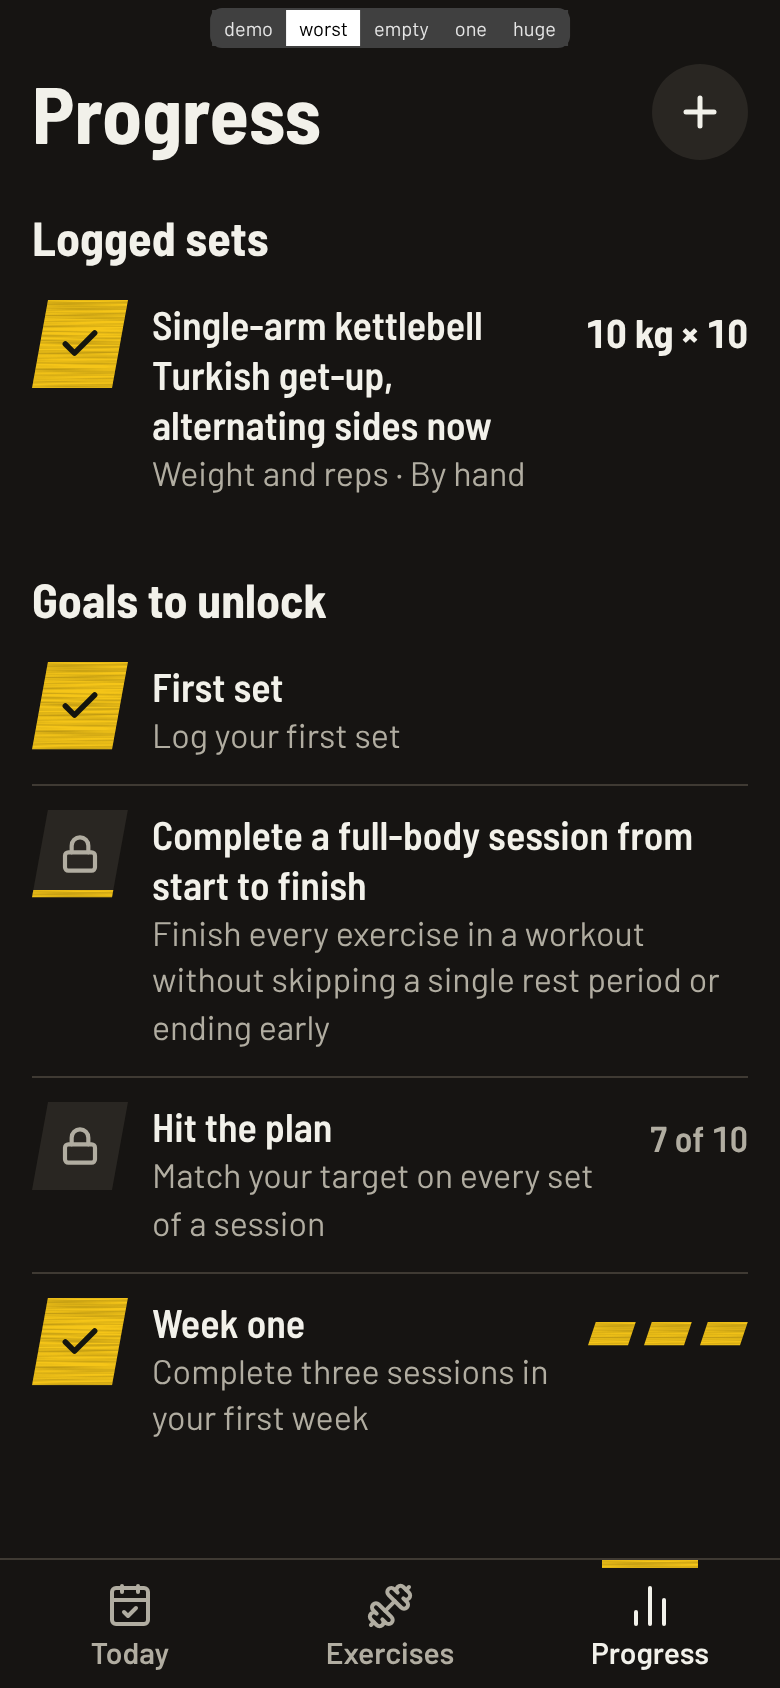 demo worst empty one huge
Progress
Logged sets
Single-arm kettlebell
Turkish get-up,
alternating sides now
10 kg × 10
Weight and reps · By hand
Goals to unlock
First set
Log your first set
Complete a full-body session from
start to finish
Finish every exercise in a workout
without skipping a single rest period or
ending early
Hit the plan
7 of 10
Match your target on every set
of a session
Week one
Complete three sessions in
your first week
Today Exercises Progress